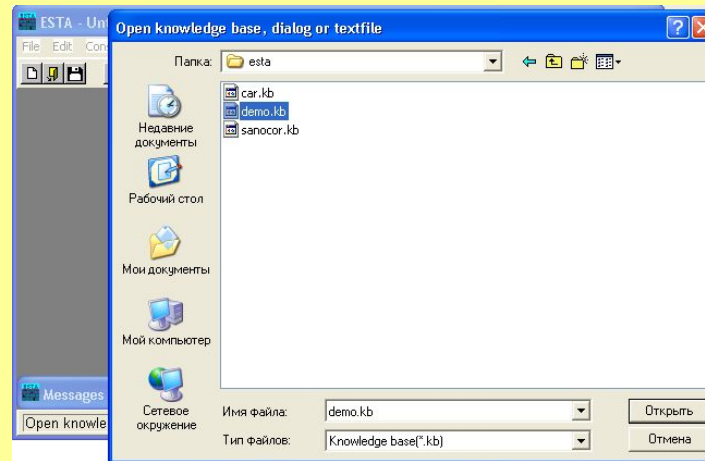 ESTA - Unt
Open knowledge base, dialog or textfile
File Edit Cons
Папка:
esta
car.kb
demo.kb
sanocor.kb
Недавние
документы
Рабочий стол
Мои документы
Мой компьютер
Сетевое
окружение
Имя файла:
demo.kb
Открыть
Тип файлов:
Knowledge base(*.kb)
Отмена
Messages
Open knowle